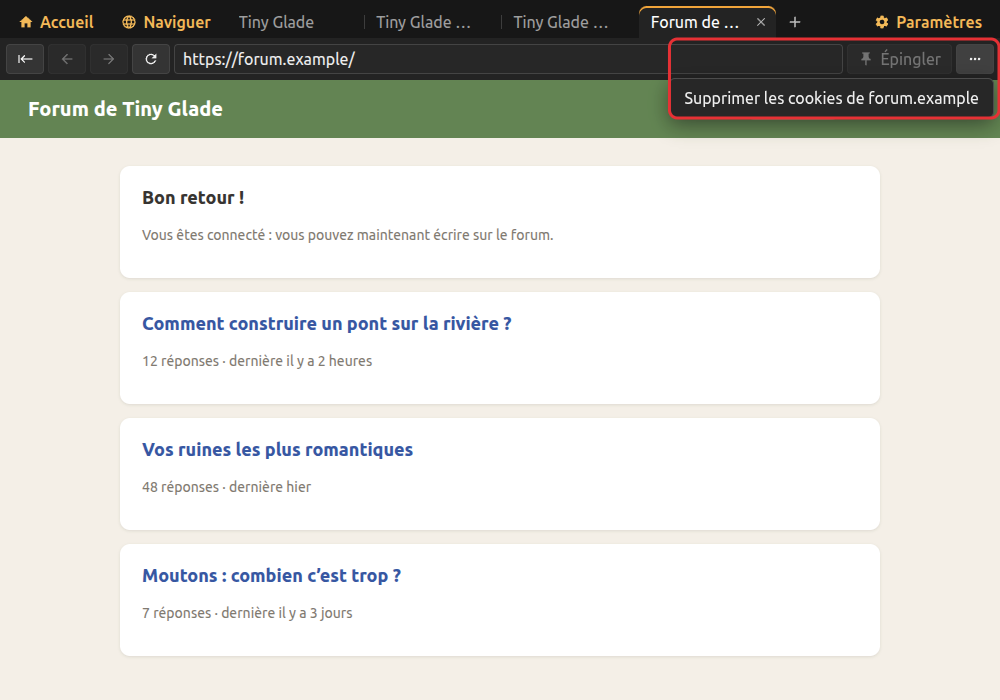 Accueil Naviguer Tiny Glade Tiny Glade ... Tiny Glade ... Forum de ... Paramètres
https://forum.example/ Épingler
Supprimer les cookies de forum.example
Forum de Tiny Glade
Bon retour !
Vous êtes connecté : vous pouvez maintenant écrire sur le forum.
Comment construire un pont sur la rivière ?
12 réponses · dernière il y a 2 heures
Vos ruines les plus romantiques
48 réponses · dernière hier
Moutons : combien c’est trop ?
7 réponses · dernière il y a 3 jours